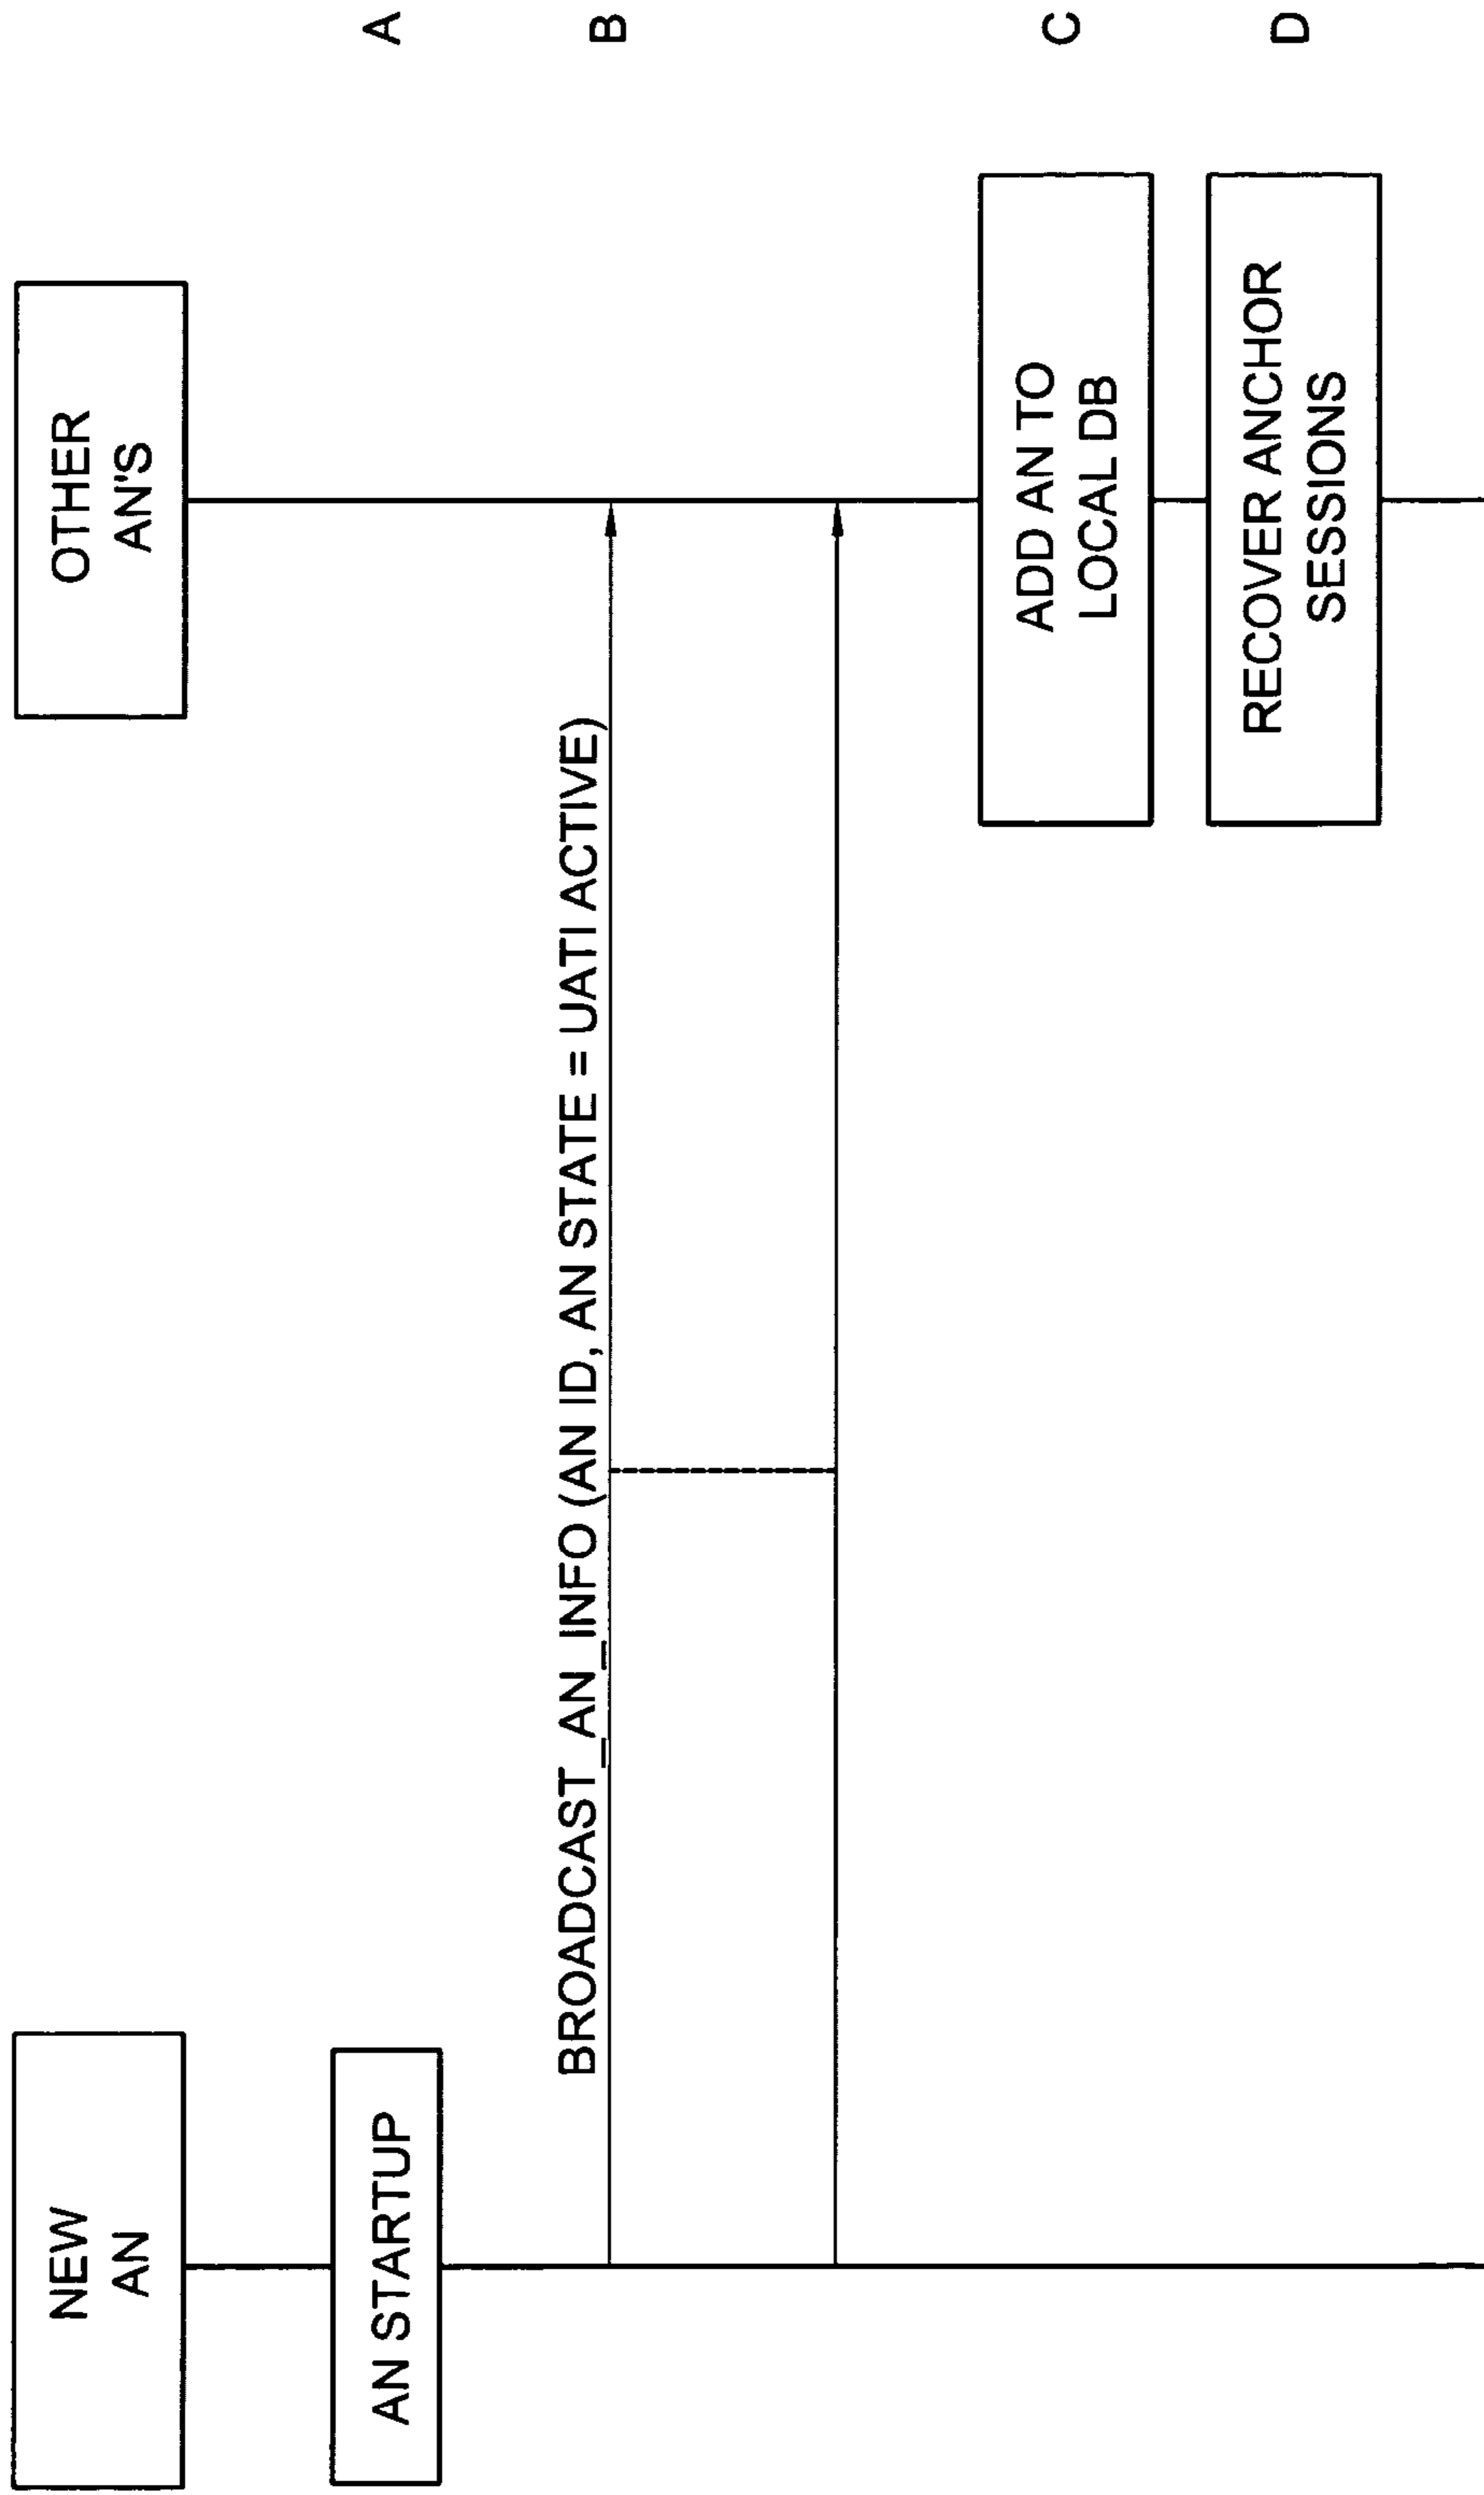 NEW
AN
OTHER
AN'S
AN STARTUP
A
BROADCAST_AN_INFO (AN ID, AN STATE = UATI ACTIVE)
B
ADD AN TO
LOCAL DB
C
RECOVER ANCHOR
SESSIONS
D